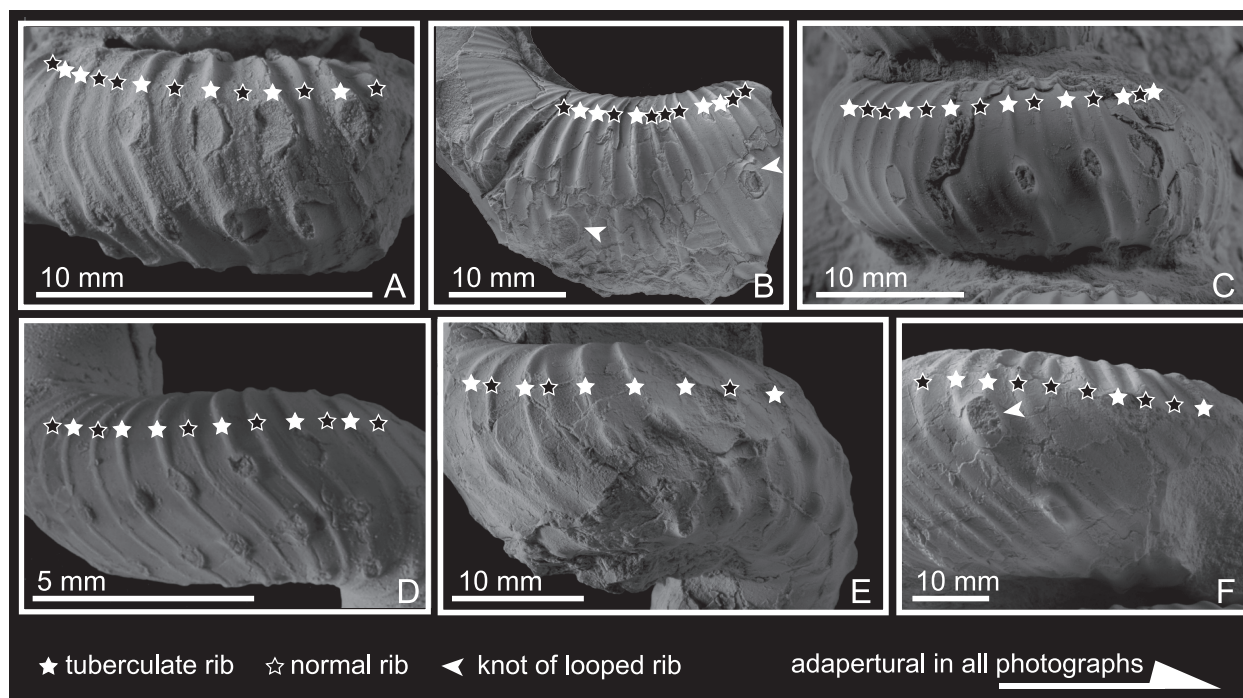 10 mm
A
10 mm
B
10 mm
C
5 mm
D
10 mm
E
10 mm
F
tuberculate rib
normal rib
knot of looped rib
adapertural in all photographs